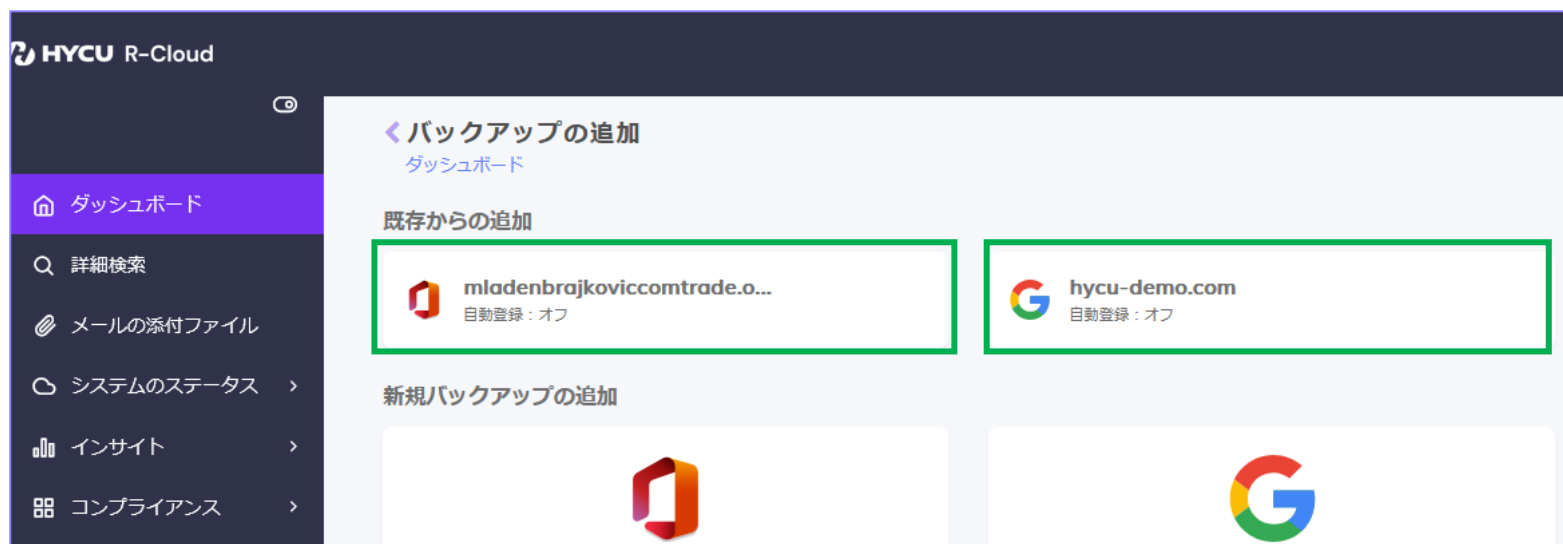 HYCU R-Cloud
バックアップの追加
ダッシュボード
ダッシュボード
詳細検索
メールの添付ファイル
システムのステータス
インサイト
コンプライアンス
既存からの追加
mladenbrajkoviccomtrade.o...
自動登録：オフ
hycu-demo.com
自動登録：オフ
新規バックアップの追加